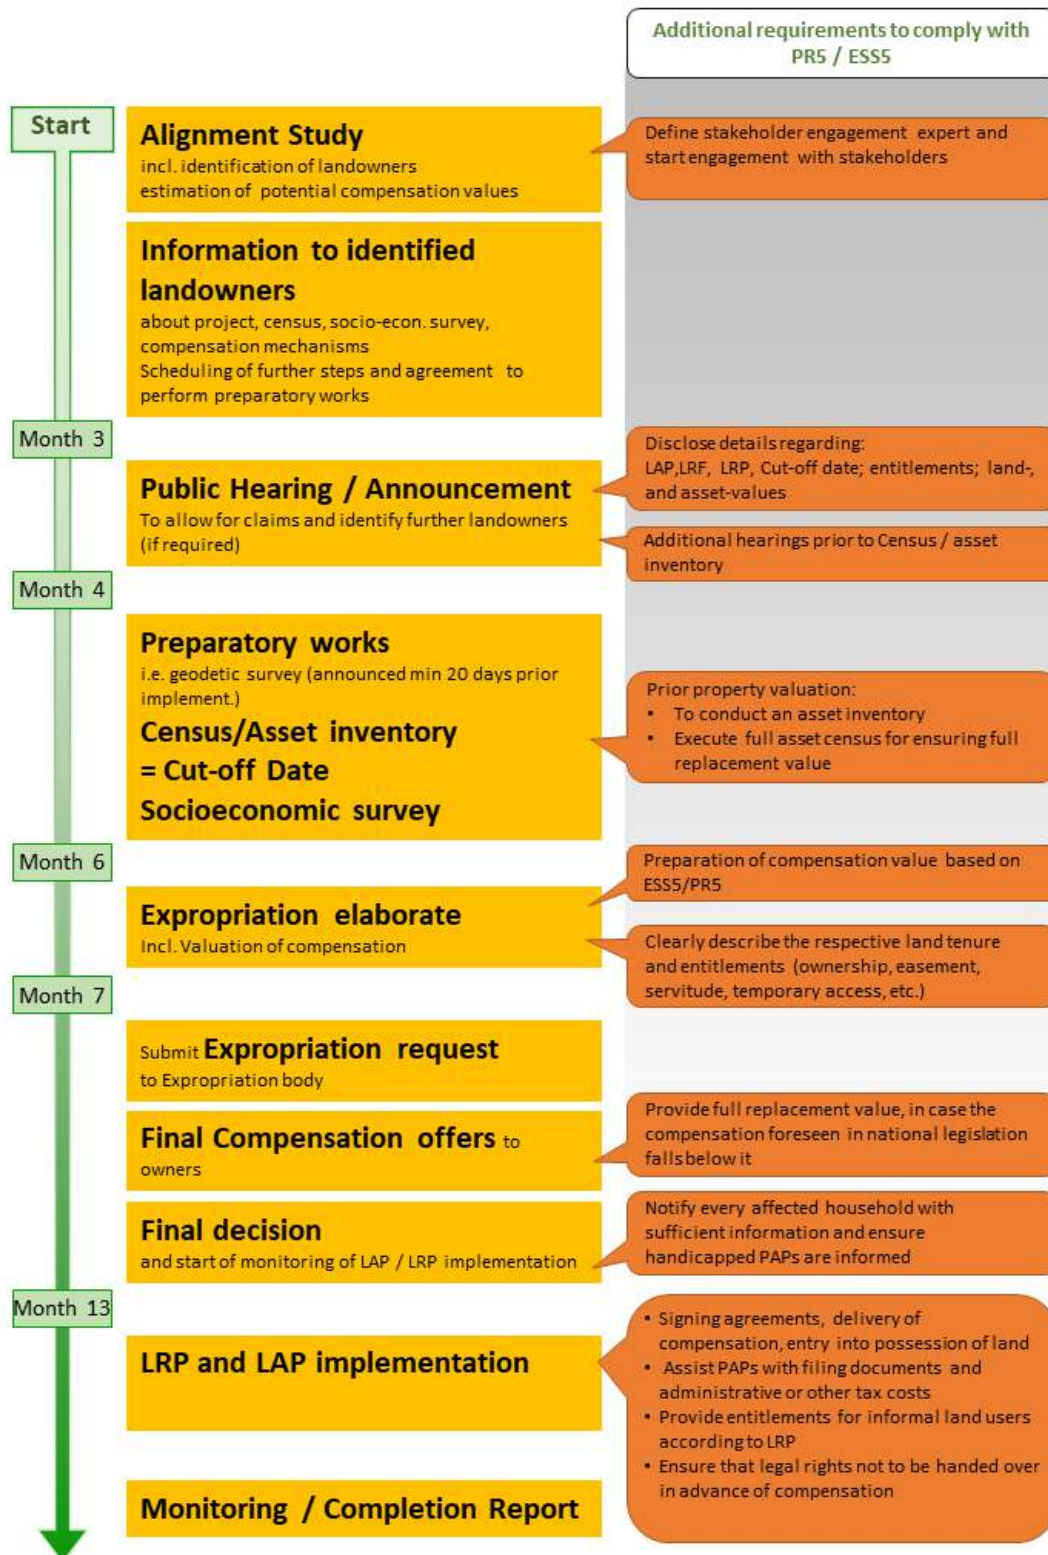 Additional requirements to comply with
PR5 / ESS5
Start
Alignment Study
incl. identification of landowners
estimation of potential compensation values
Define stakeholder engagement expert and
start engagement with stakeholders
Information to identified
landowners
about project, census, socio-econ. survey,
compensation mechanisms
Scheduling of further steps and agreement to
perform preparatory works
Month 3
Public Hearing / Announcement
To allow for claims and identify further landowners
(if required)
Disclose details regarding:
LAP,LRF, LRP, Cut-off date; entitlements; land-,
and asset-values
Additional hearings prior to Census / asset
inventory
Month 4
Preparatory works
i.e. geodetic survey (announced min 20 days prior
implement.)
Census/Asset inventory
= Cut-off Date
Socioeconomic survey
Prior property valuation:
• To conduct an asset inventory
• Execute full asset census for ensuring full
replacement value
Month 6
Expropriation elaborate
Incl. Valuation of compensation
Preparation of compensation value based on
ESS5/PR5
Clearly describe the respective land tenure
and entitlements (ownership, easement,
servitude, temporary access, etc.)
Month 7
Submit Expropriation request
to Expropriation body
Final Compensation offers to
owners
Provide full replacement value, in case the
compensation foreseen in national legislation
falls below it
Final decision
and start of monitoring of LAP / LRP implementation
Notify every affected household with
sufficient information and ensure
handicapped PAPs are informed
Month 13
LRP and LAP implementation
• Signing agreements, delivery of
compensation, entry into possession of land
• Assist PAPs with filing documents and
administrative or other tax costs
• Provide entitlements for informal land users
according to LRP
• Ensure that legal rights not to be handed over
in advance of compensation
Monitoring / Completion Report